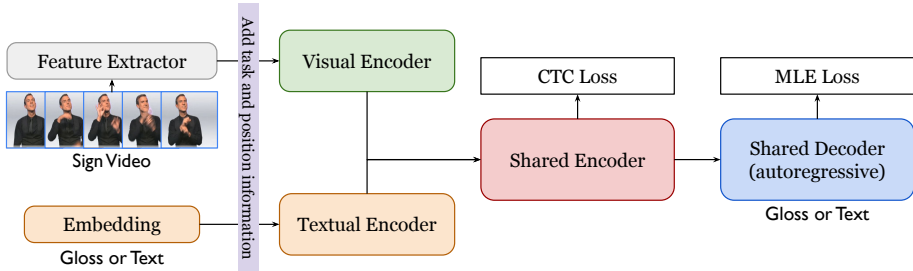 Feature Extractor
Sign Video
Embedding
Gloss or Text
Add task and position information
Visual Encoder
Textual Encoder
CTC Loss
Shared Encoder
MLE Loss
Shared Decoder
(autoregressive)
Gloss or Text